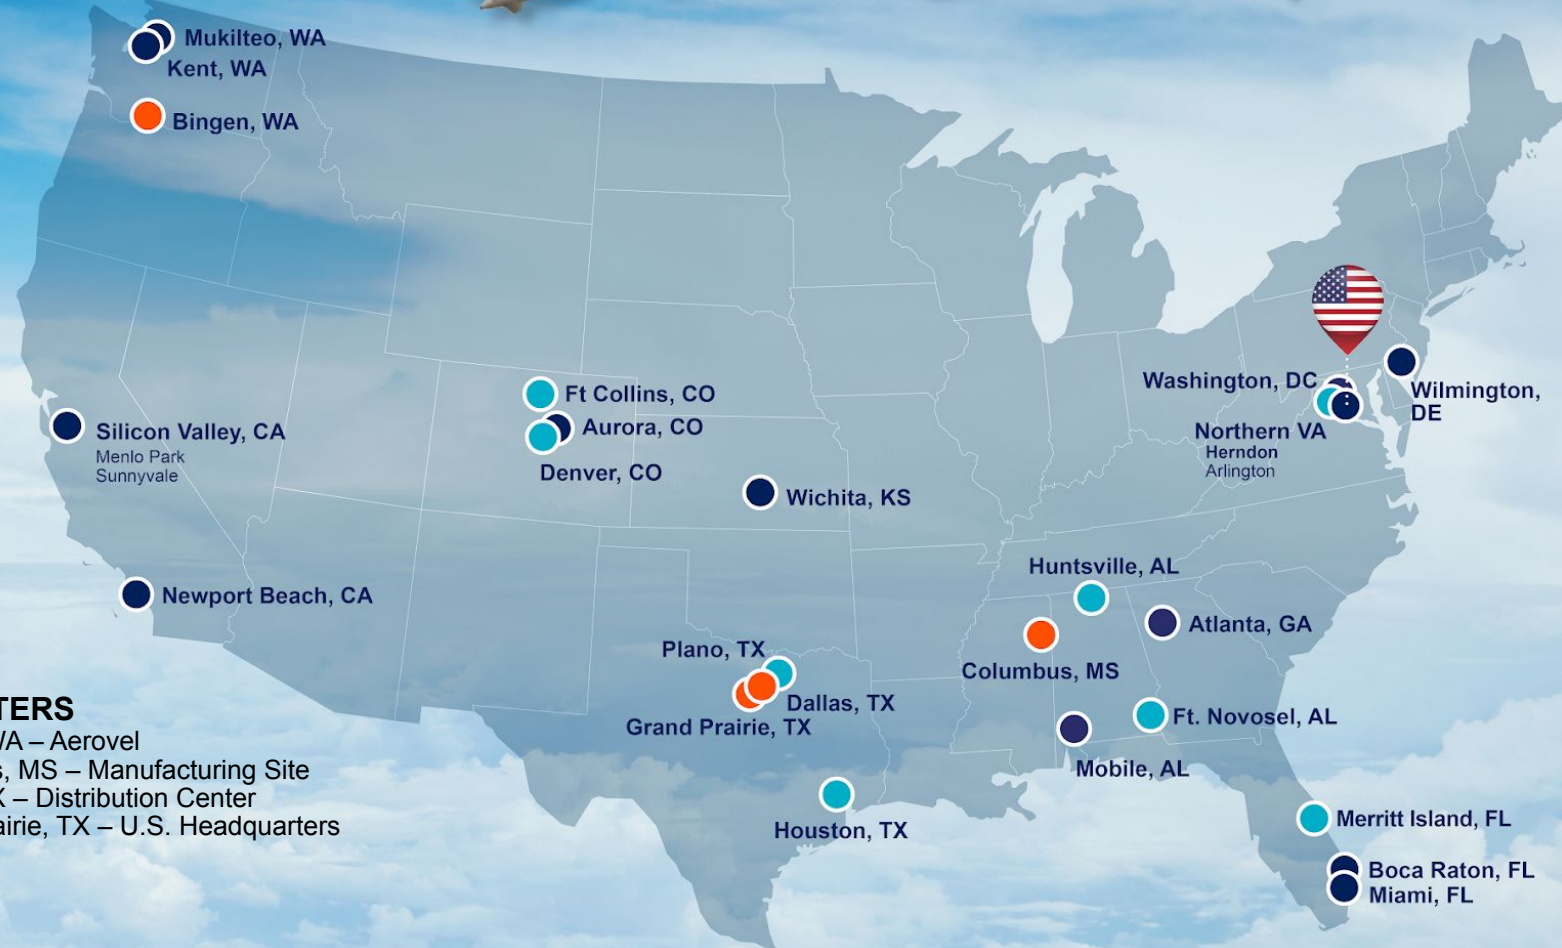 Mukilteo, WA
Kent, WA
Bingen, WA
Ft Collins, CO
Aurora, CO
Denver, CO
Silicon Valley, CA
Menlo Park
Sunnyvale
Wichita, KS
Newport Beach, CA
Washington, DC
Wilmington,
DE
Northern VA
Herndon
Arlington
Huntsville, AL
Atlanta, GA
Columbus, MS
Plano, TX
Dallas, TX
Grand Prairie, TX
Ft. Novosel, AL
Mobile, AL
Houston, TX
Merritt Island, FL
Boca Raton, FL
Miami, FL
TERS
– Aerovel
MS – Manufacturing Site
– Distribution Center
TX – U.S. Headquarters